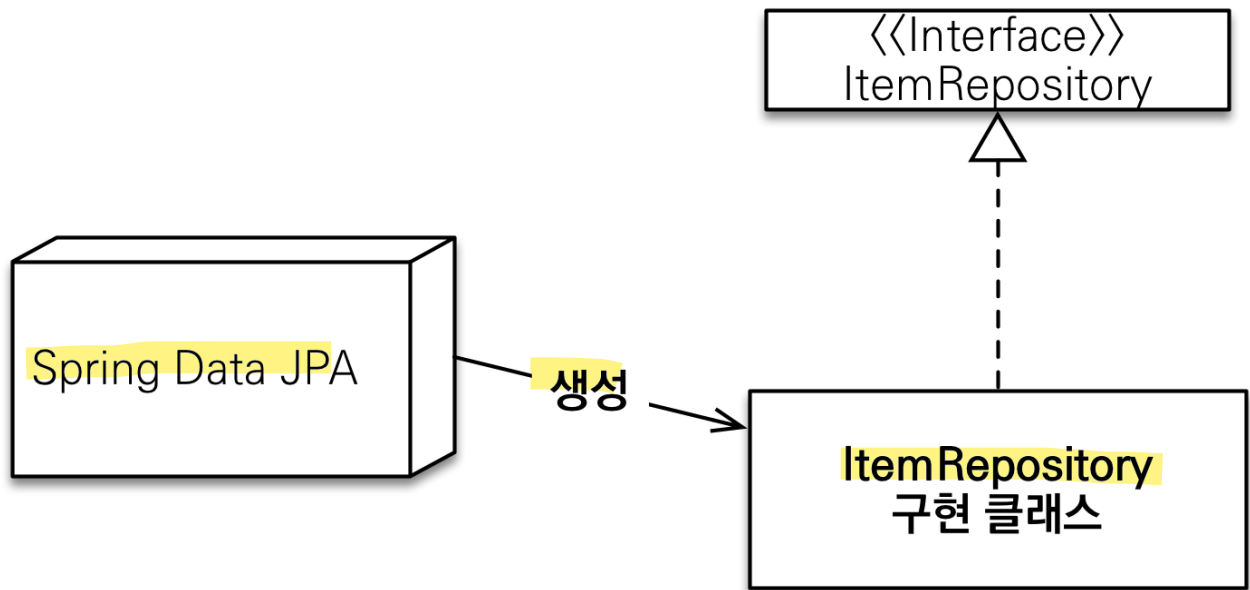 《Interface》
ItemRepository
Spring Data JPA
생성
ItemRepository
구현 클래스